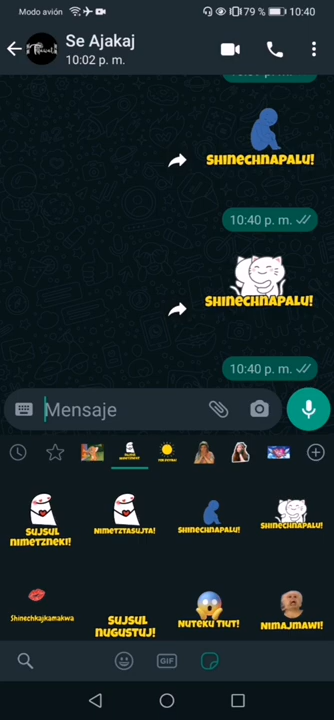 Modo avión
79 %
10:40
Se Ajakaj
10:02 p. m.
SHINECHNAPALU!
10:40 p. m.
SHINECHNAPALU!
10:40 p. m.
Mensaje
SUJSUL
NIMETZNEKI!
NIMETZTASUJTA!
SHINECHNAPALU!
SHINECHNAPALU!
Shinechkajkamakwa
SUJSUL
NUGUSTUJ!
NUTEKU TIUT!
NIMAJMAWI!
GIF